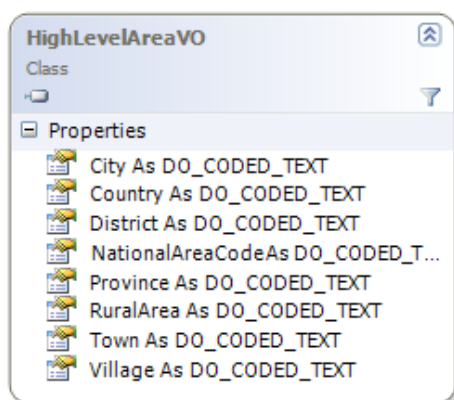 HighLevelAreaVO
Class
Properties
City As DO_CODED_TEXT
Country As DO_CODED_TEXT
District As DO_CODED_TEXT
NationalAreaCodeAs DO_CODED_T...
Province As DO_CODED_TEXT
RuralArea As DO_CODED_TEXT
Town As DO_CODED_TEXT
Village As DO_CODED_TEXT